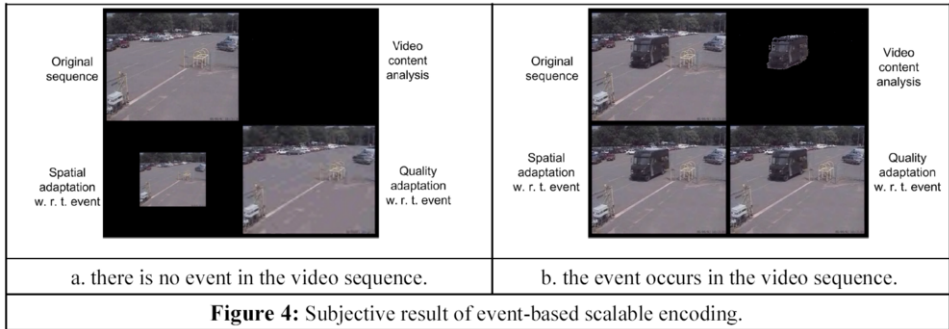 Original
sequence
Video
content
analysis
Spatial
adaptation
w. r. t. event
Quality
adaptation
w. r. t. event
Original
sequence
Video
content
analysis
Spatial
adaptation
w. r. t. event
Quality
adaptation
w. r. t. event
a. there is no event in the video sequence.
b. the event occurs in the video sequence.
Figure 4: Subjective result of event-based scalable encoding.